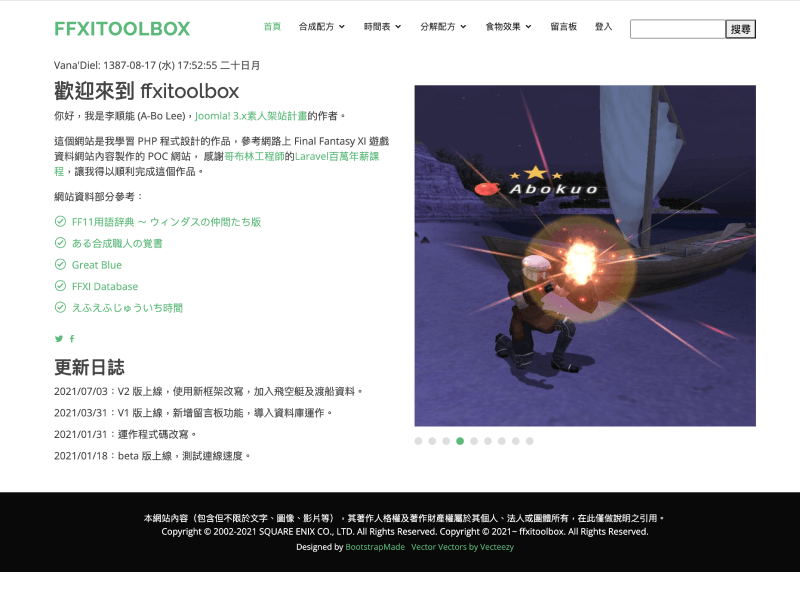 FFXITOOLBOX
首頁 合成配方 時間表 分解配方 食物效果 留言板 登入 搜尋
Vana'Diel: 1387-08-17 (水) 17:52:55 二十日月
歡迎來到 ffxitoolbox
你好，我是李順能 (A-Bo Lee)，Joomla! 3.x素人架站計畫的作者。
這個網站是我學習 PHP 程式設計的作品，參考網路上 Final Fantasy XI 遊戲
資料網站內容製作的 POC 網站， 感謝哥布林工程師的Laravel百萬年薪課
程，讓我得以順利完成這個作品。
網站資料部分參考：
FF11用語辞典 ～ ウィンダスの仲間たち版
ある合成職人の覚書
Great Blue
FFXI Database
えふえふじゅういち時間
Abokuo
更新日誌
2021/07/03：V2 版上線，使用新框架改寫，加入飛空艇及渡船資料。
2021/03/31：V1 版上線，新增留言板功能，導入資料庫運作。
2021/01/31：運作程式碼改寫。
2021/01/18：beta 版上線，測試連線速度。
本網站內容（包含但不限於文字、圖像、影片等），其著作人格權及著作財產權屬於其個人、法人或團體所有，在此僅做說明之引用。
Copyright © 2002-2021 SQUARE ENIX CO., LTD. All Rights Reserved. Copyright © 2021~ ffxitoolbox. All Rights Reserved.
Designed by BootstrapMade Vector Vectors by Vecteezy